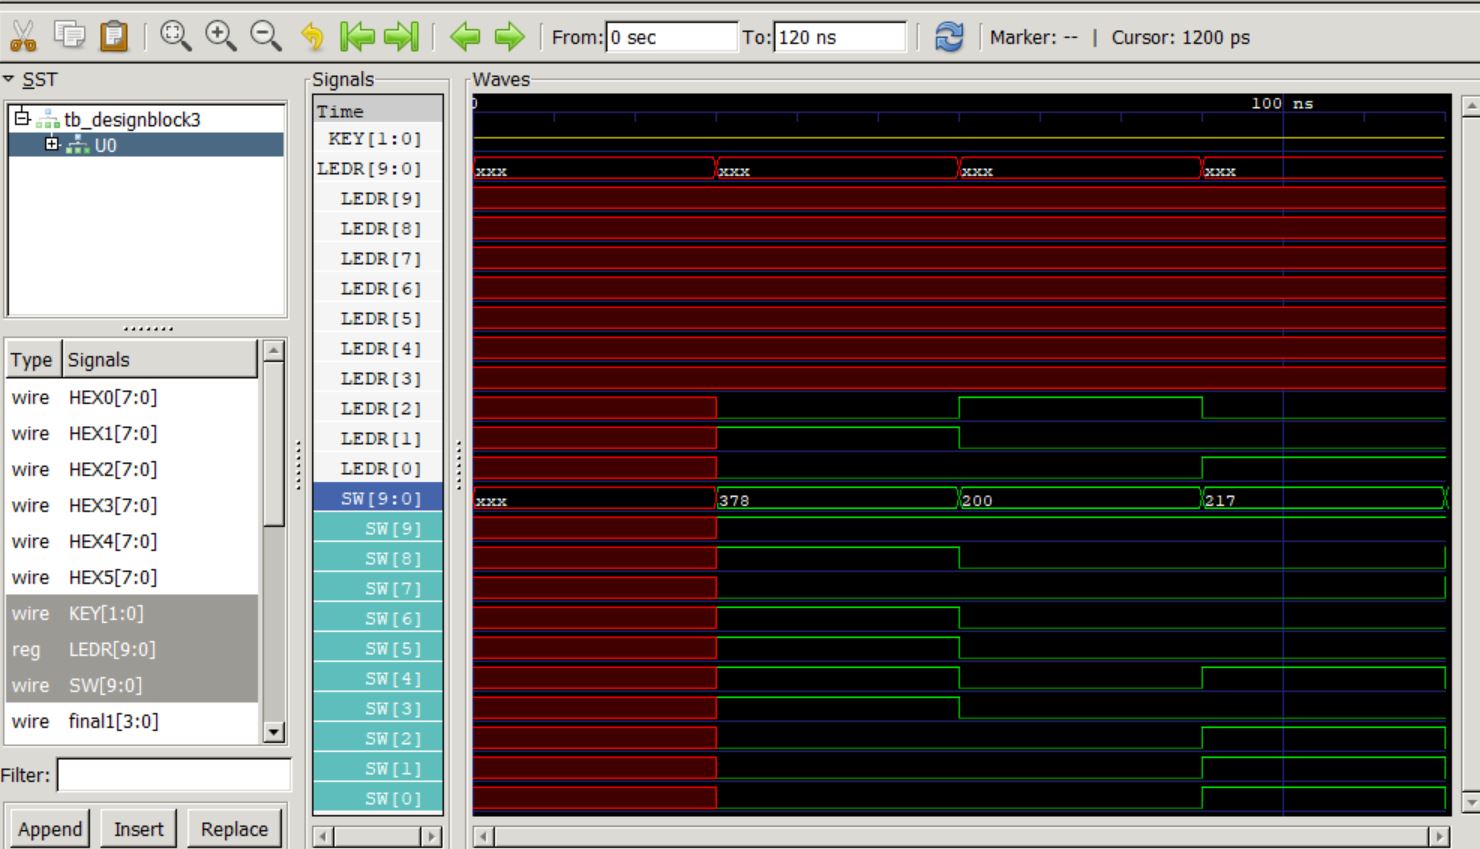 From: 0 sec To: 120 ns Marker: -- | Cursor: 1200 ps
SST
tb_designblock3
U0
Type Signals
wire HEX0[7:0]
wire HEX1[7:0]
wire HEX2[7:0]
wire HEX3[7:0]
wire HEX4[7:0]
wire HEX5[7:0]
wire KEY[1:0]
reg LEDR[9:0]
wire SW[9:0]
wire final1[3:0]
Filter:
Append Insert Replace
Signals
Time
KEY[1:0]
LEDR[9:0]
LEDR[9]
LEDR[8]
LEDR[7]
LEDR[6]
LEDR[5]
LEDR[4]
LEDR[3]
LEDR[2]
LEDR[1]
LEDR[0]
SW[9:0]
SW[9]
SW[8]
SW[7]
SW[6]
SW[5]
SW[4]
SW[3]
SW[2]
SW[1]
SW[0]
Waves
0 100 ns
xxx xxx xxx xxx
xxx 378 200 217